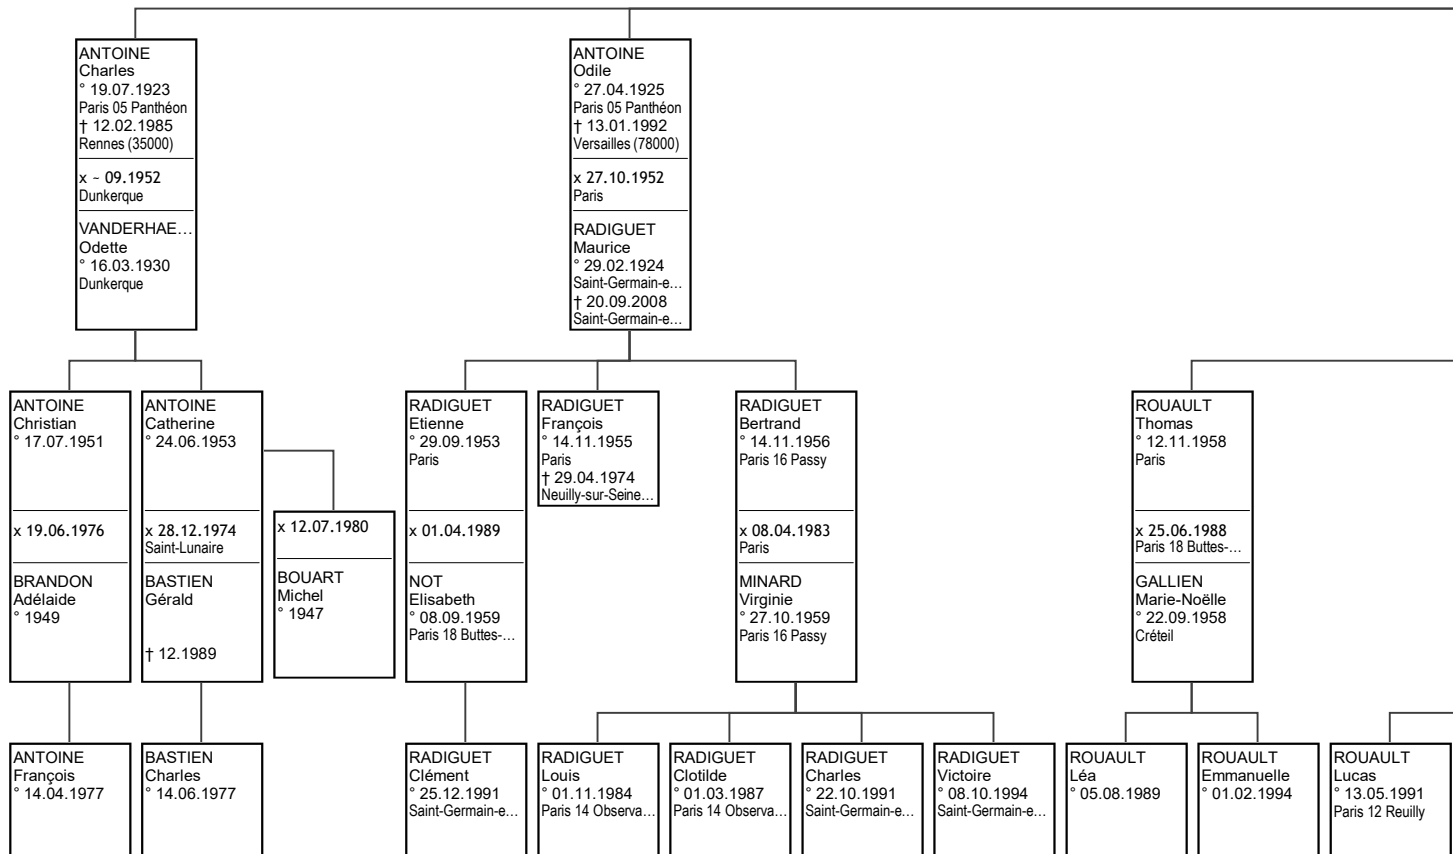 ANTOINE
Charles
° 19.07.1923
Paris 05 Panthéon
† 12.02.1985
Rennes (35000)
x ~ 09.1952
Dunkerque
VANDERHAE…
Odette
° 16.03.1930
Dunkerque
ANTOINE
Odile
° 27.04.1925
Paris 05 Panthéon
† 13.01.1992
Versailles (78000)
x 27.10.1952
Paris
RADIGUET
Maurice
° 29.02.1924
Saint-Germain-e…
† 20.09.2008
Saint-Germain-e…
ANTOINE
Christian
° 17.07.1951
x 19.06.1976
BRANDON
Adélaide
° 1949
ANTOINE
Catherine
° 24.06.1953
x 28.12.1974
Saint-Lunaire
BASTIEN
Gérald
† 12.1989
x 12.07.1980
BOUART
Michel
° 1947
RADIGUET
Etienne
° 29.09.1953
Paris
x 01.04.1989
NOT
Elisabeth
° 08.09.1959
Paris 18 Buttes-…
RADIGUET
François
° 14.11.1955
Paris
† 29.04.1974
Neuilly-sur-Seine…
RADIGUET
Bertrand
° 14.11.1956
Paris 16 Passy
x 08.04.1983
Paris
MINARD
Virginie
° 27.10.1959
Paris 16 Passy
ROUAULT
Thomas
° 12.11.1958
Paris
x 25.06.1988
Paris 18 Buttes-…
GALLIEN
Marie-Noëlle
° 22.09.1958
Créteil
ANTOINE
François
° 14.04.1977
BASTIEN
Charles
° 14.06.1977
RADIGUET
Clément
° 25.12.1991
Saint-Germain-e…
RADIGUET
Louis
° 01.11.1984
Paris 14 Observa…
RADIGUET
Clotilde
° 01.03.1987
Paris 14 Observa…
RADIGUET
Charles
° 22.10.1991
Saint-Germain-e…
RADIGUET
Victoire
° 08.10.1994
Saint-Germain-e…
ROUAULT
Léa
° 05.08.1989
ROUAULT
Emmanuelle
° 01.02.1994
ROUAULT
Lucas
° 13.05.1991
Paris 12 Reuilly